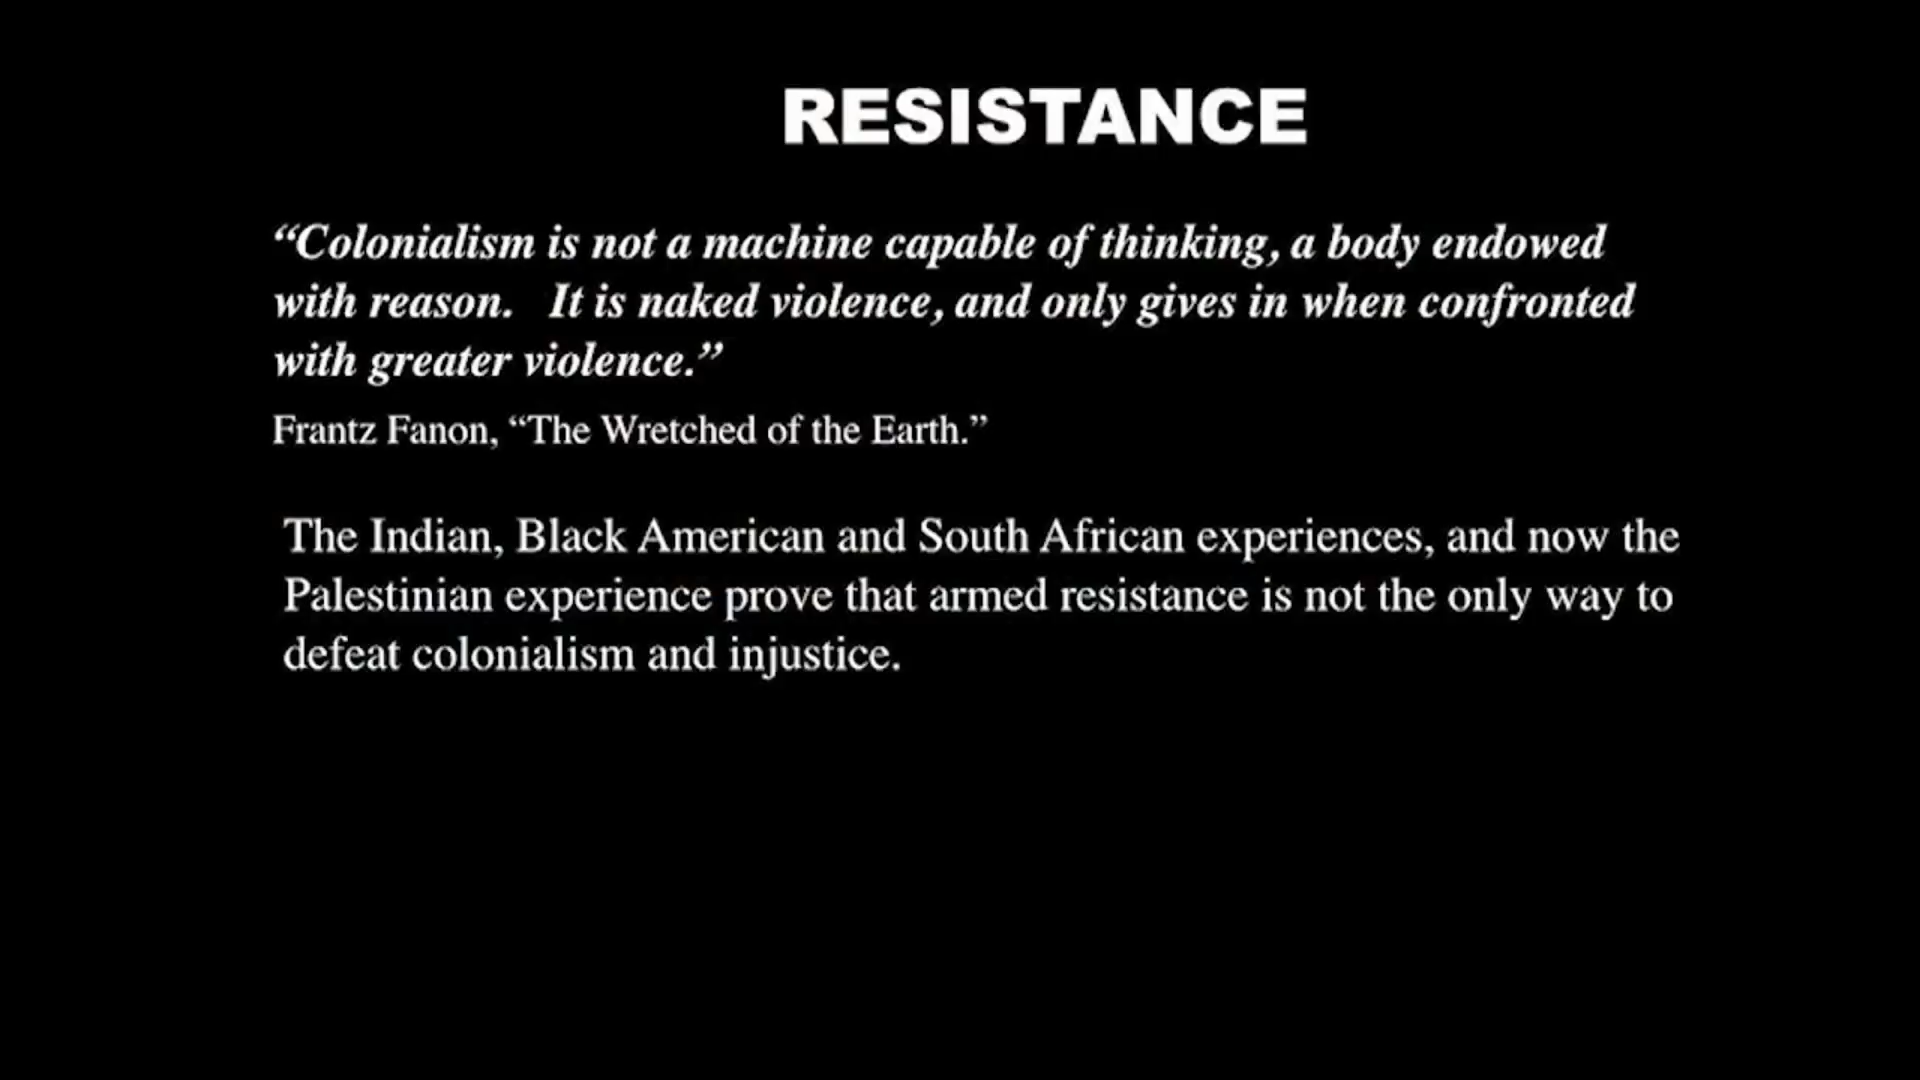 RESISTANCE
“Colonialism is not a machine capable of thinking, a body endowed
with reason. It is naked violence, and only gives in when confronted
with greater violence.”
Frantz Fanon, “The Wretched of the Earth.”
The Indian, Black American and South African experiences, and now the
Palestinian experience prove that armed resistance is not the only way to
defeat colonialism and injustice.